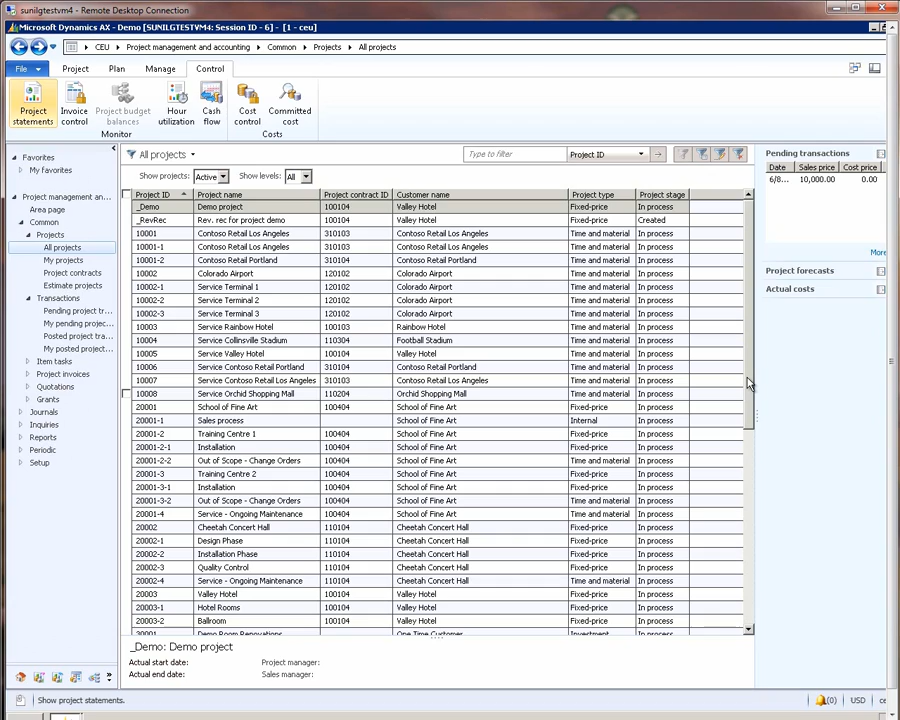 sunilgtestvm4 - Remote Desktop Connection
Microsoft Dynamics AX - Demo [SUNILGTESTVM4: Session ID - 6] - [1 - ceu]
CEU Project management and accounting Common Projects All projects
File Project Plan Manage Control
Project statements Invoice control Project budget balances Hour utilization Cash flow Cost control Committed cost
Monitor Costs
Favorites
My favorites
Project management an...
Area page
Common
Projects
All projects
My projects
Project contracts
Estimate projects
Transactions
Pending project tr...
My pending projec...
Posted project tra...
My posted project...
Item tasks
Project invoices
Quotations
Grants
Journals
Inquiries
Reports
Periodic
Setup
All projects Type to filter Project ID
Show projects: Active Show levels: All
Project ID Project name Project contract ID Customer name Project type Project stage
_Demo Demo project 100104 Valley Hotel Fixed-price In process
_RevRec Rev. rec for project demo 100104 Valley Hotel Fixed-price Created
10001 Contoso Retail Los Angeles 310103 Contoso Retail Los Angeles Time and material In process
10001-1 Contoso Retail Los Angeles 310103 Contoso Retail Los Angeles Time and material In process
10001-2 Contoso Retail Portland 310104 Contoso Retail Portland Time and material In process
10002 Colorado Airport 120102 Colorado Airport Time and material In process
10002-1 Service Terminal 1 120102 Colorado Airport Time and material In process
10002-2 Service Terminal 2 120102 Colorado Airport Time and material In process
10002-3 Service Terminal 3 120102 Colorado Airport Time and material In process
10003 Service Rainbow Hotel 100103 Rainbow Hotel Time and material In process
10004 Service Collinsville Stadium 110304 Football Stadium Time and material In process
10005 Service Valley Hotel 100104 Valley Hotel Time and material In process
10006 Service Contoso Retail Portland 310104 Contoso Retail Portland Time and material In process
10007 Service Contoso Retail Los Angeles 310103 Contoso Retail Los Angeles Time and material In process
10008 Service Orchid Shopping Mall 110204 Orchid Shopping Mall Time and material In process
20001 School of Fine Art 100404 School of Fine Art Fixed-price In process
20001-1 Sales process School of Fine Art Internal In process
20001-2 Training Centre 1 100404 School of Fine Art Fixed-price In process
20001-2-1 Installation 100404 School of Fine Art Fixed-price In process
20001-2-2 Out of Scope - Change Orders 100404 School of Fine Art Time and material In process
20001-3 Training Centre 2 100404 School of Fine Art Fixed-price In process
20001-3-1 Installation 100404 School of Fine Art Fixed-price In process
20001-3-2 Out of Scope - Change Orders 100404 School of Fine Art Time and material In process
20001-4 Service - Ongoing Maintenance 100404 School of Fine Art Time and material In process
20002 Cheetah Concert Hall 110104 Cheetah Concert Hall Fixed-price In process
20002-1 Design Phase 110104 Cheetah Concert Hall Fixed-price In process
20002-2 Installation Phase 110104 Cheetah Concert Hall Fixed-price In process
20002-3 Quality Control 110104 Cheetah Concert Hall Fixed-price In process
20002-4 Service - Ongoing Maintenance 110104 Cheetah Concert Hall Time and material In process
20003 Valley Hotel 100104 Valley Hotel Fixed-price In process
20003-1 Hotel Rooms 100104 Valley Hotel Fixed-price In process
20003-2 Ballroom 100104 Valley Hotel Fixed-price In process
30001 Demo Room Renovations One Time Customer Investment In process
_Demo: Demo project
Actual start date: Project manager:
Actual end date: Sales manager:
Pending transactions
Date Sales price Cost price
6/8... 10,000.00 0.00
More
Project forecasts
Actual costs
Show project statements. (0) USD ce